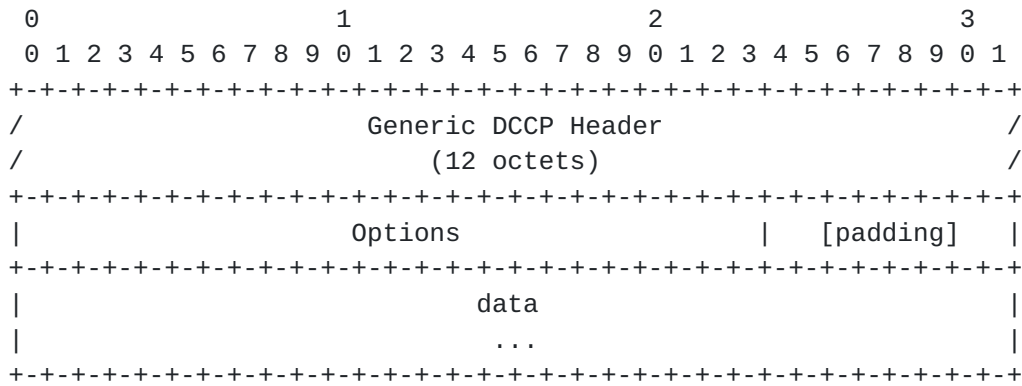 0                   1                   2                   3
 0 1 2 3 4 5 6 7 8 9 0 1 2 3 4 5 6 7 8 9 0 1 2 3 4 5 6 7 8 9 0 1
+-+-+-+-+-+-+-+-+-+-+-+-+-+-+-+-+-+-+-+-+-+-+-+-+-+-+-+-+-+-+-+-+
/                      Generic DCCP Header                      /
/                          (12 octets)                          /
+-+-+-+-+-+-+-+-+-+-+-+-+-+-+-+-+-+-+-+-+-+-+-+-+-+-+-+-+-+-+-+-+
|                     Options                   |   [padding]   |
+-+-+-+-+-+-+-+-+-+-+-+-+-+-+-+-+-+-+-+-+-+-+-+-+-+-+-+-+-+-+-+-+
|                             data                              |
|                              ...                              |
+-+-+-+-+-+-+-+-+-+-+-+-+-+-+-+-+-+-+-+-+-+-+-+-+-+-+-+-+-+-+-+-+